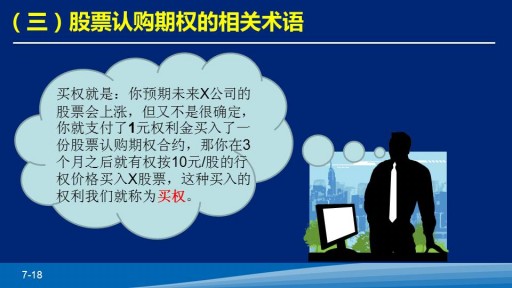 （三）股票认购期权的相关术语
买权就是：你预期未来X公司的
股票会上涨，但又不是很确定，
你就支付了1元权利金买入了一
份股票认购期权合约，那你在3
个月之后就有权按10元/股的行
权价格买入X股票，这种买入的
权利我们就称为买权。
7-18